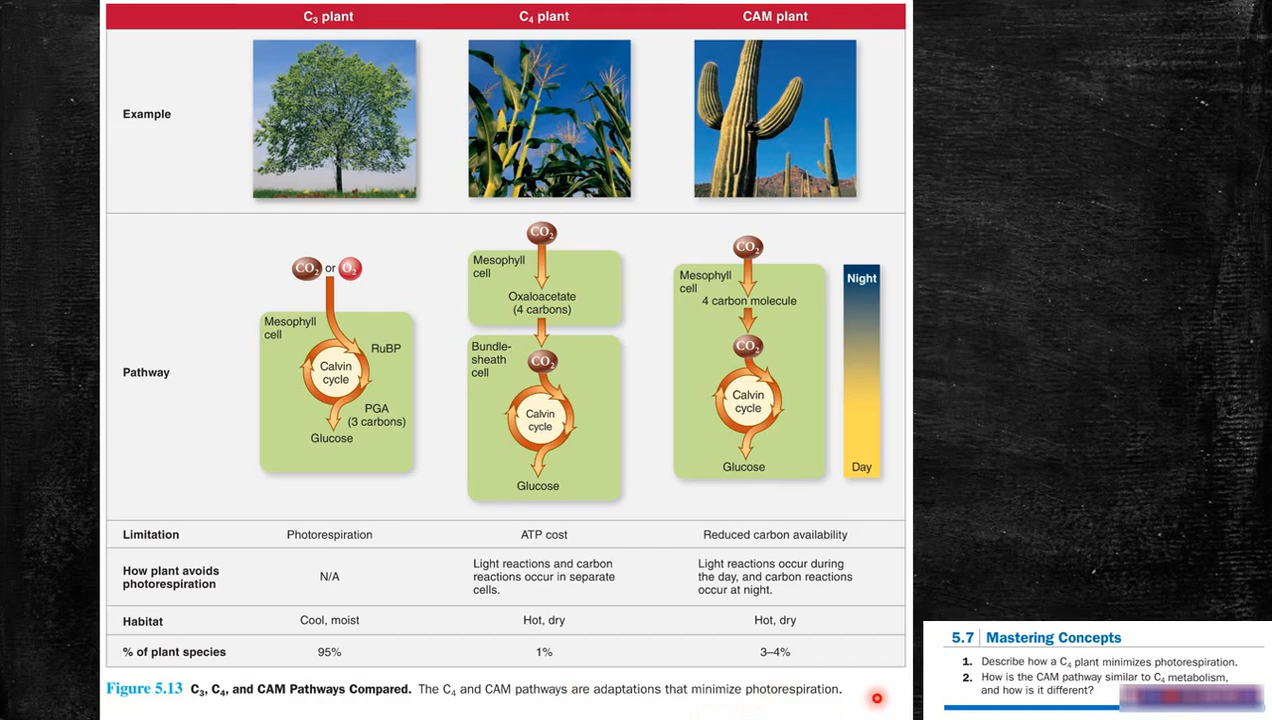 C₃ plant C₄ plant CAM plant
Example
Pathway
CO₂ or O₂
Mesophyll
cell
RuBP
Calvin
cycle
PGA
(3 carbons)
Glucose
CO₂
Mesophyll
cell
Oxaloacetate
(4 carbons)
Bundle-
sheath
cell
CO₂
Calvin
cycle
Glucose
CO₂
Mesophyll
cell
4 carbon molecule
CO₂
Calvin
cycle
Glucose
Night
Day
Limitation Photorespiration ATP cost Reduced carbon availability
How plant avoids
photorespiration
N/A
Light reactions and carbon
reactions occur in separate
cells.
Light reactions occur during
the day, and carbon reactions
occur at night.
Habitat Cool, moist Hot, dry Hot, dry
% of plant species 95% 1% 3–4%
Figure 5.13 C₃, C₄, and CAM Pathways Compared. The C₄ and CAM pathways are adaptations that minimize photorespiration.
5.7 Mastering Concepts
1. Describe how a C₄ plant minimizes photorespiration.
2. How is the CAM pathway similar to C₄ metabolism,
and how is it different?